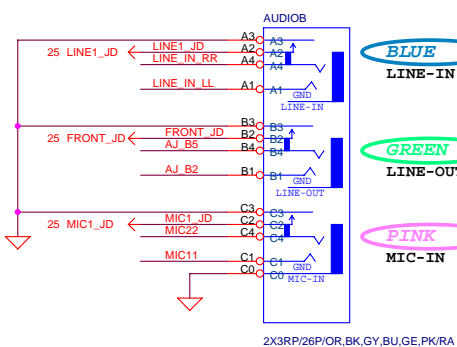 AUDIOB
A3 A3
25 LINE1_JD LINE1_JD A2 A2 BLUE
LINE_IN_RR A4 A4 LINE-IN
LINE_IN_LL A1 A1 GND
LINE-IN
B3 B3
25 FRONT_JD FRONT_JD B2 B2 GREEN
AJ_B5 B4 B4
AJ_B2 B1 B1 GND LINE-OUT
LINE-OUT
C3 C3
25 MIC1_JD MIC1_JD C2 C2
MIC22 C4 C4 PINK
MIC11 C1 C1 GND MIC-IN
C0 C0 MIC-IN
2X3RP/26P/OR,BK,GY,BU,GE,PK/RA